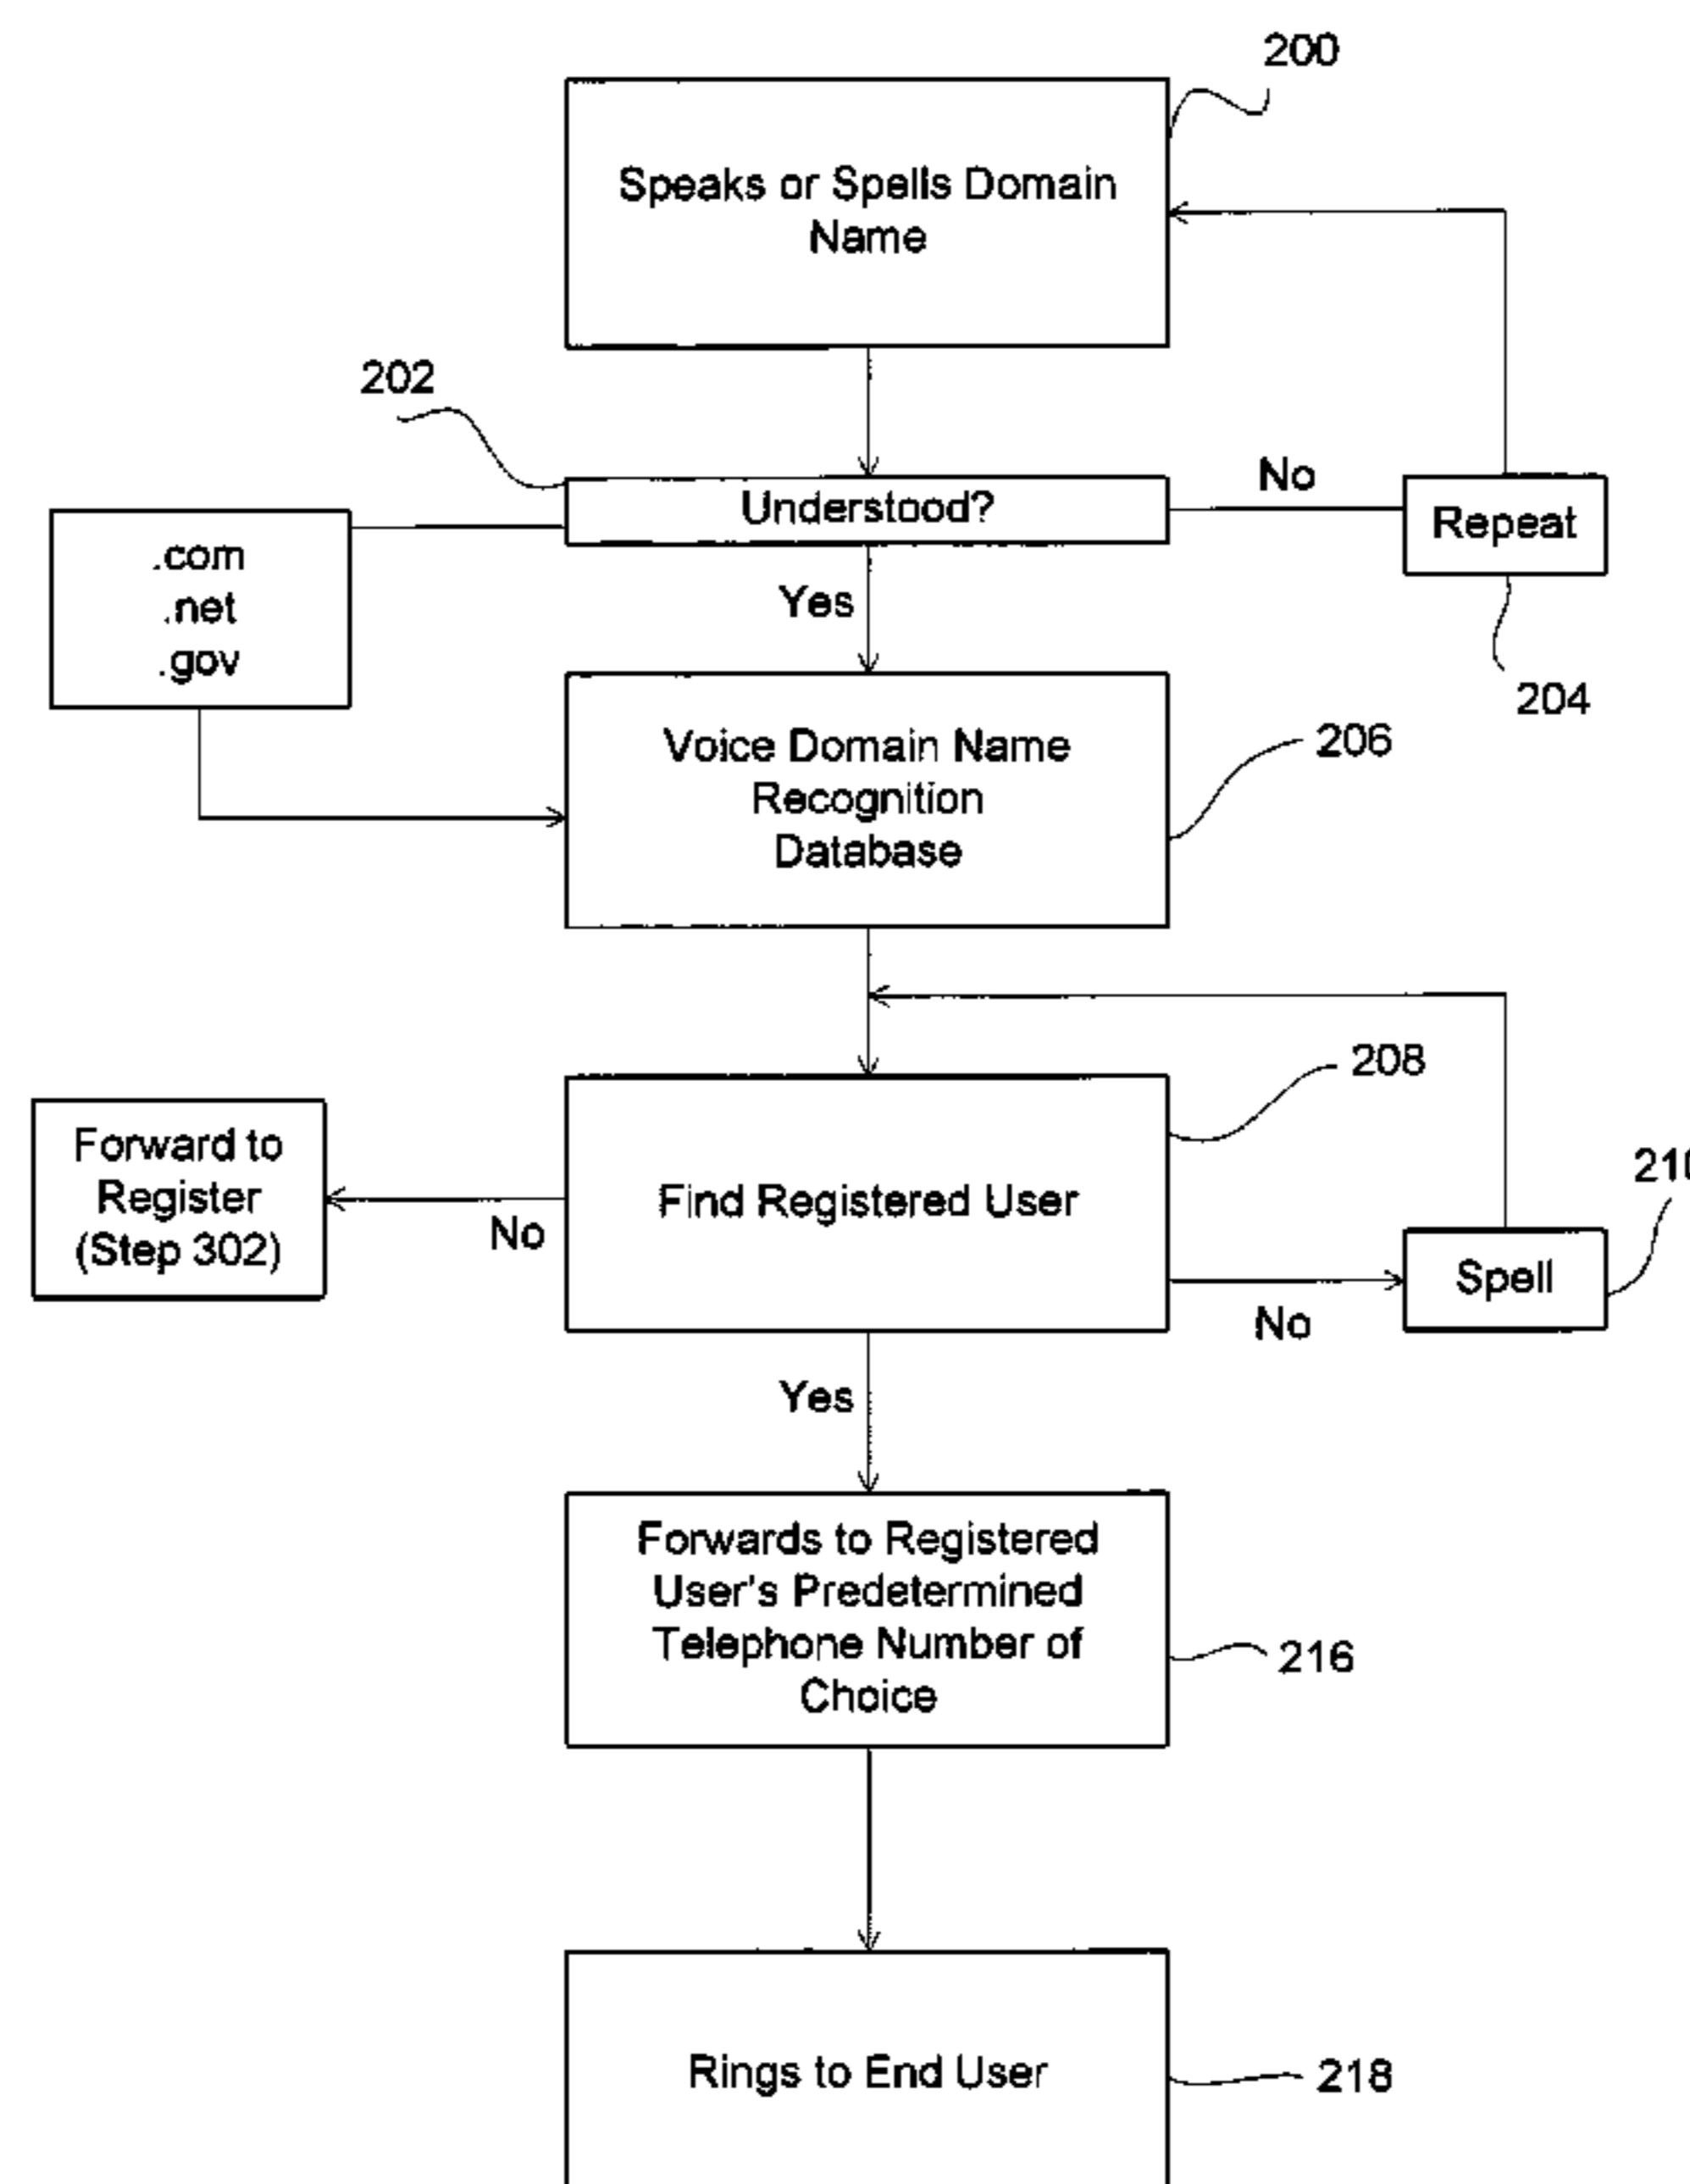 200
Speaks or Spells Domain
Name
202
Understood?
No
Repeat
204
.com
.net
.gov
Yes
Voice Domain Name
Recognition
Database
206
208
Forward to
Register
(Step 302)
No
Find Registered User
210
Spell
No
Yes
Forwards to Registered
User's Predetermined
Telephone Number of
Choice
216
Rings to End User
218